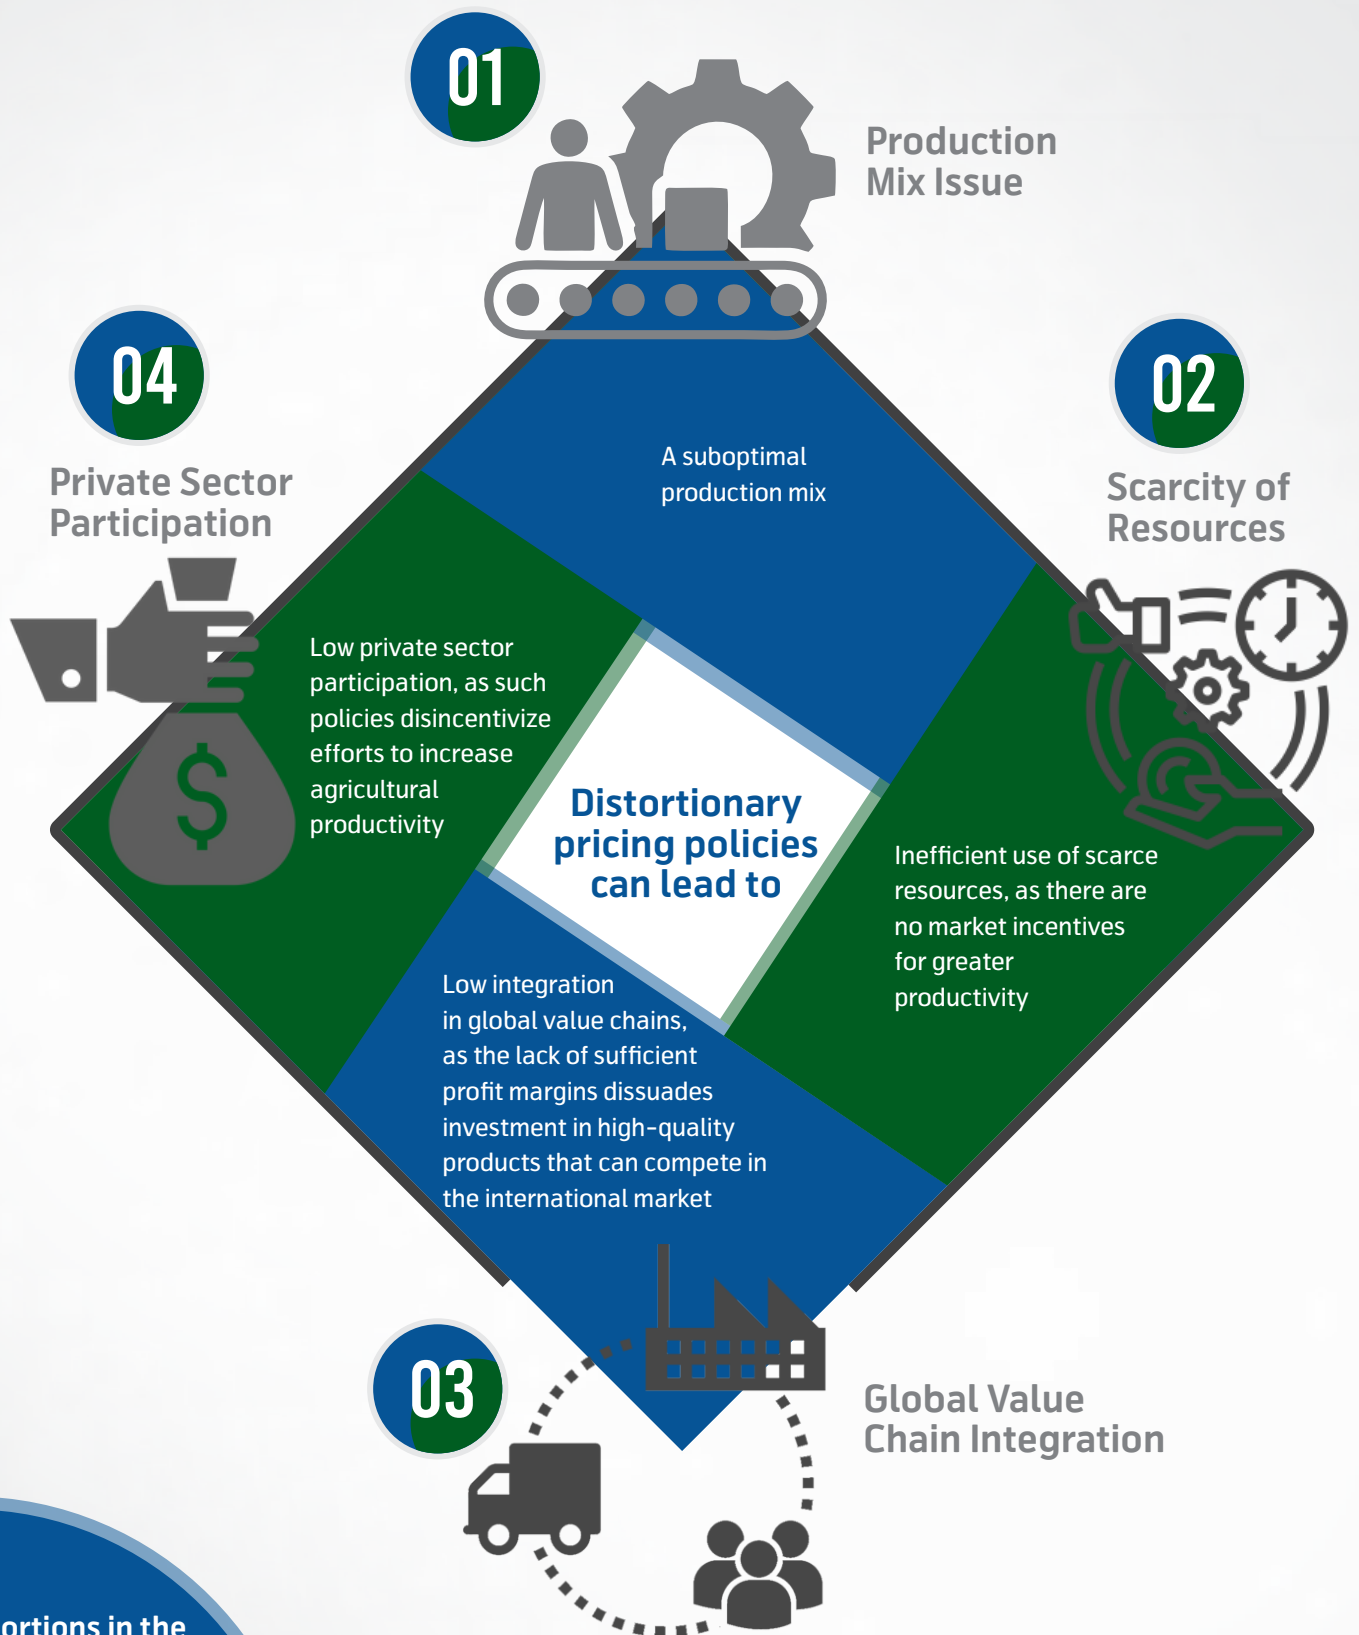 01
Production
Mix Issue
A suboptimal
production mix
02
Scarcity of
Resources
Inefficient use of scarce
resources, as there are
no market incentives
for greater
productivity
04
Private Sector
Participation
$
Low private sector
participation, as such
policies disincentivize
efforts to increase
agricultural
productivity
Distortionary
pricing policies
can lead to
Low integration
in global value chains,
as the lack of sufficient
profit margins dissuades
investment in high-quality
products that can compete in
the international market
03
Global Value
Chain Integration
ortions in the